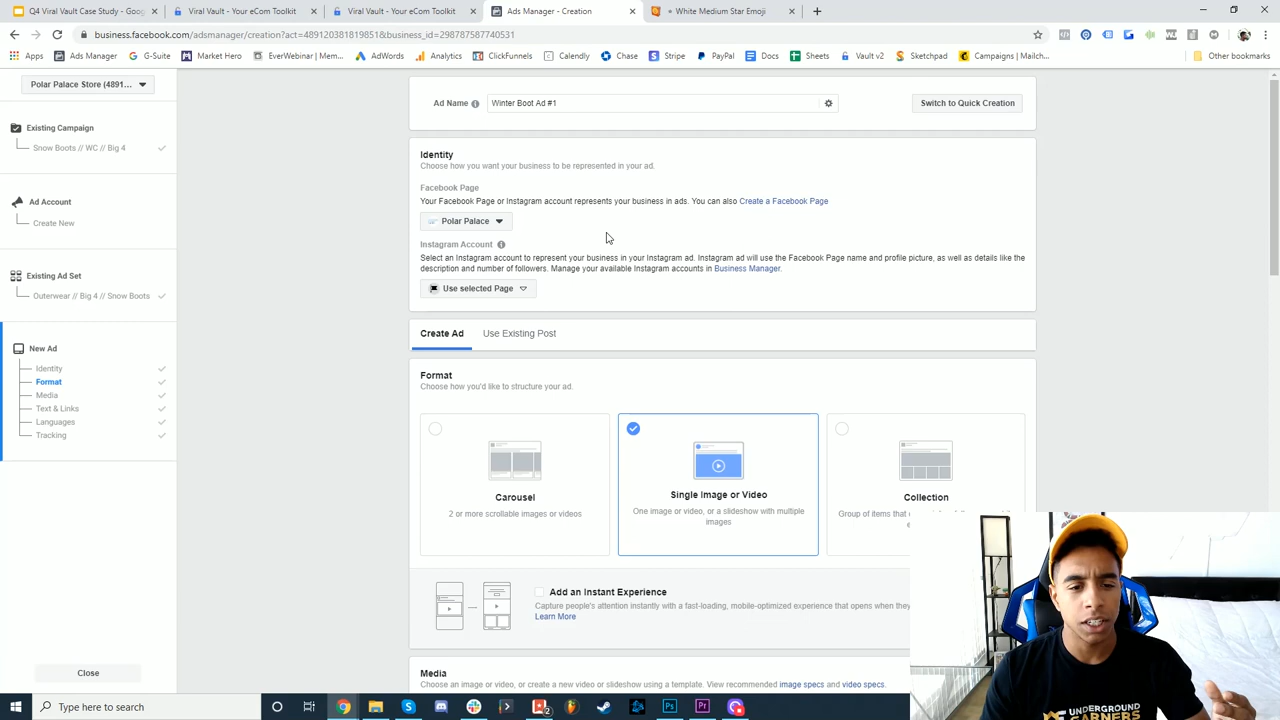 Q4 Viral Vault Case Study - Goog
Viral Vault - Your eCom Toolkit
Viral Vault - Your eCom Toolkit
Ads Manager - Creation
White Medium Star Emoji
business.facebook.com/adsmanager/creation?act=489120381819851&business_id=298787587740531
Apps
Ads Manager
G-Suite
Market Hero
EverWebinar | Mem...
AdWords
Analytics
ClickFunnels
Calendly
Chase
Stripe
PayPal
Docs
Sheets
Vault v2
Sketchpad
Campaigns | Mailch...
Other bookmarks
Polar Palace Store (4891...
Existing Campaign
Snow Boots // WC // Big 4
Ad Account
Create New
Existing Ad Set
Outerwear // Big 4 // Snow Boots
New Ad
Identity
Format
Media
Text & Links
Languages
Tracking
Close
Ad Name
Winter Boot Ad #1
Switch to Quick Creation
Identity
Choose how you want your business to be represented in your ad.
Facebook Page
Your Facebook Page or Instagram account represents your business in ads. You can also Create a Facebook Page
Polar Palace
Instagram Account
Select an Instagram account to represent your business in your Instagram ad. Instagram ad will use the Facebook Page name and profile picture, as well as details like the
description and number of followers. Manage your available Instagram accounts in Business Manager.
Use selected Page
Create Ad
Use Existing Post
Format
Choose how you'd like to structure your ad.
Carousel
2 or more scrollable images or videos
Single Image or Video
One image or video, or a slideshow with multiple
images
Collection
Group of items that
Add an Instant Experience
Capture people's attention instantly with a fast-loading, mobile-optimized experience that opens when they
Learn More
Media
Choose an image or video, or create a new video or slideshow using a template. View recommended image specs and video specs.
Type here to search
UNDERGROUND
EARNERS